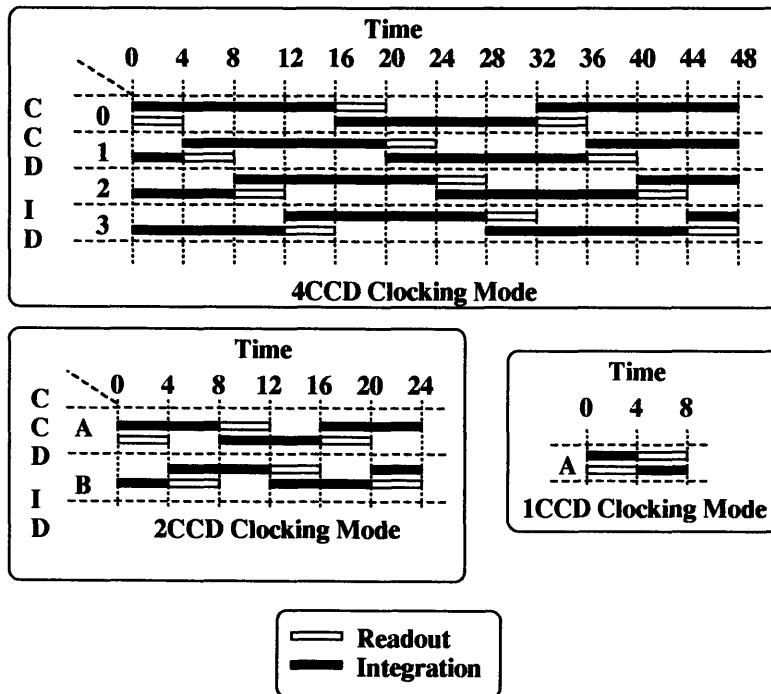 Time
0 4 8 12 16 20 24 28 32 36 40 44 48
C
C
D
I
D
0
1
2
3
4CCD Clocking Mode
Time
0 4 8 12 16 20 24
C
C
D
I
D
A
B
2CCD Clocking Mode
Time
0 4 8
A
1CCD Clocking Mode
Readout
Integration